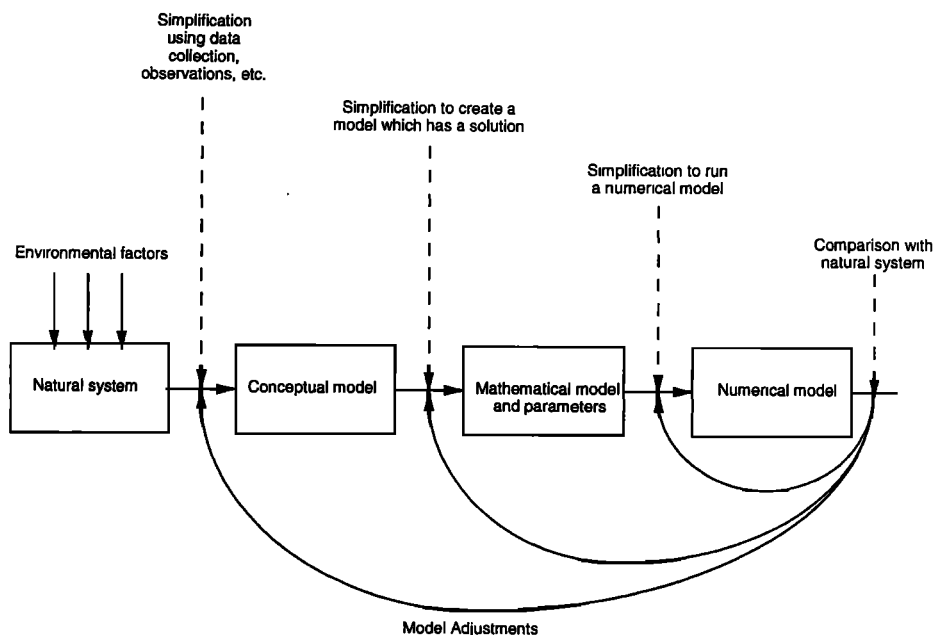 Simplification
using data
collection,
observations, etc.
Simplification to create a
model which has a solution
Simplification to run
a numerical model
Comparison with
natural system
Environmental factors
Natural system
Conceptual model
Mathematical model
and parameters
Numerical model
Model Adjustments